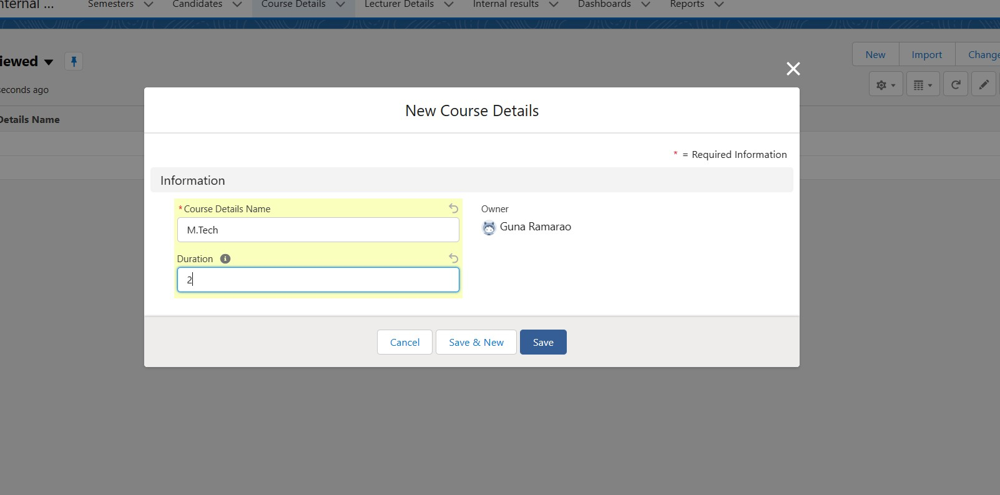 nternal ...
Semesters
Candidates
Course Details
Lecturer Details
Internal results
Dashboards
Reports
iewed
New
Import
Change
seconds ago
Details Name
New Course Details
* = Required Information
Information
*Course Details Name
M.Tech
Owner
Guna Ramarao
Duration
2
Cancel
Save & New
Save